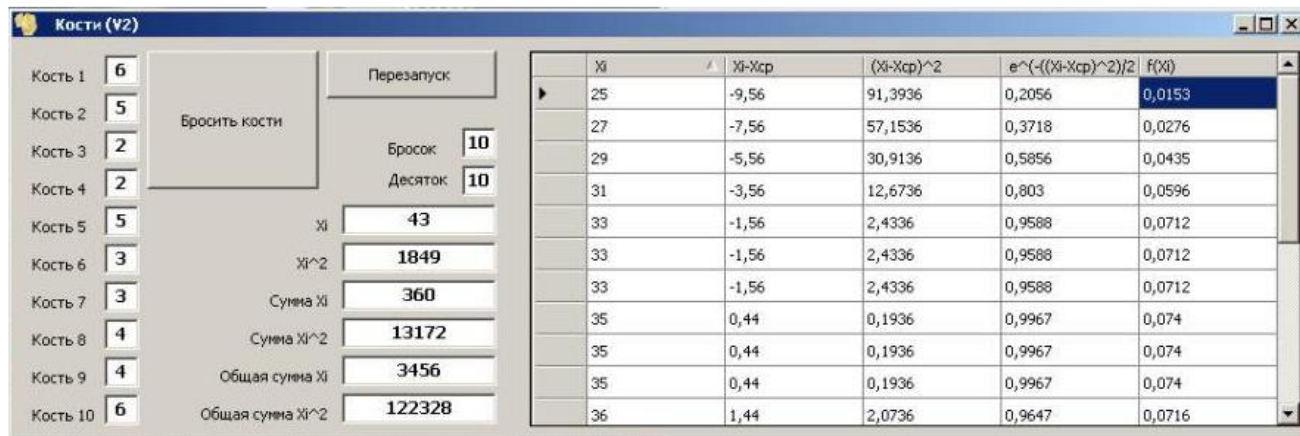 Кости (V2)
Кость 1 6
Кость 2 5
Кость 3 2
Кость 4 2
Кость 5 5
Кость 6 3
Кость 7 3
Кость 8 4
Кость 9 4
Кость 10 6
Бросить кости
Перезапуск
Бросок 10
Десяток 10
Xi 43
Xi^2 1849
Сумма Xi 360
Сумма Xi^2 13172
Общая сумма Xi 3456
Общая сумма Xi^2 122328
Xi Xi-Xср (Xi-Xср)^2 e^(-((Xi-Xср)^2)/2 f(Xi)
25 -9,56 91,3936 0,2056 0,0153
27 -7,56 57,1536 0,3718 0,0276
29 -5,56 30,9136 0,5856 0,0435
31 -3,56 12,6736 0,803 0,0596
33 -1,56 2,4336 0,9588 0,0712
33 -1,56 2,4336 0,9588 0,0712
33 -1,56 2,4336 0,9588 0,0712
35 0,44 0,1936 0,9967 0,074
35 0,44 0,1936 0,9967 0,074
35 0,44 0,1936 0,9967 0,074
36 1,44 2,0736 0,9647 0,0716